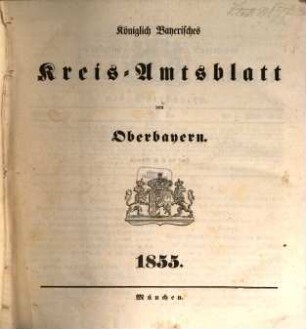 Königlich Bayerisches
Kreis-Amtsblatt
von
Oberbayern.
1855.
München.